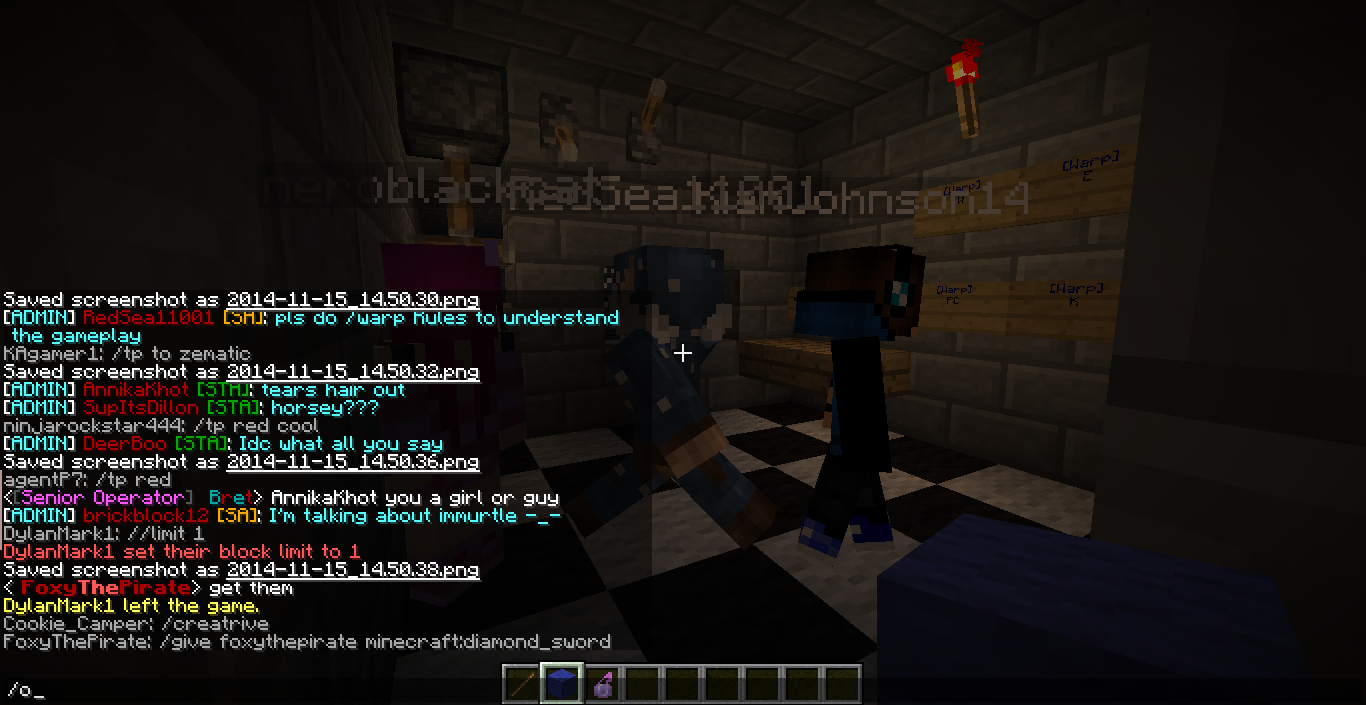 [Warp]
E
[Warp]
W
[Warp]
PC
[Warp]
K
Saved screenshot as 2014-11-15_14.50.30.png
[ADMIN] RedSea11001 [SA]: pls do /warp Rules to understand
the gameplay
KAgamer1: /tp to zematic
Saved screenshot as 2014-11-15_14.50.32.png
[ADMIN] AnnikaKhot [STA]: tears hair out
[ADMIN] SupItsDillon [STA]: horsey???
ninjarockstar444: /tp red cool
[ADMIN] DeerBoo [STA]: Idc what all you say
Saved screenshot as 2014-11-15_14.50.36.png
agentP7: /tp red
<[Senior Operator] Bret> AnnikaKhot you a girl or guy
[ADMIN] brickblock12 [SA]: I'm talking about immurtle -_-
DylanMark1: //limit 1
DylanMark1 set their block limit to 1
Saved screenshot as 2014-11-15_14.50.38.png
< FoxyThePirate> get them
DylanMark1 left the game.
Cookie_Camper: /creatrive
FoxyThePirate: /give foxythepirate minecraft:diamond_sword
/o_